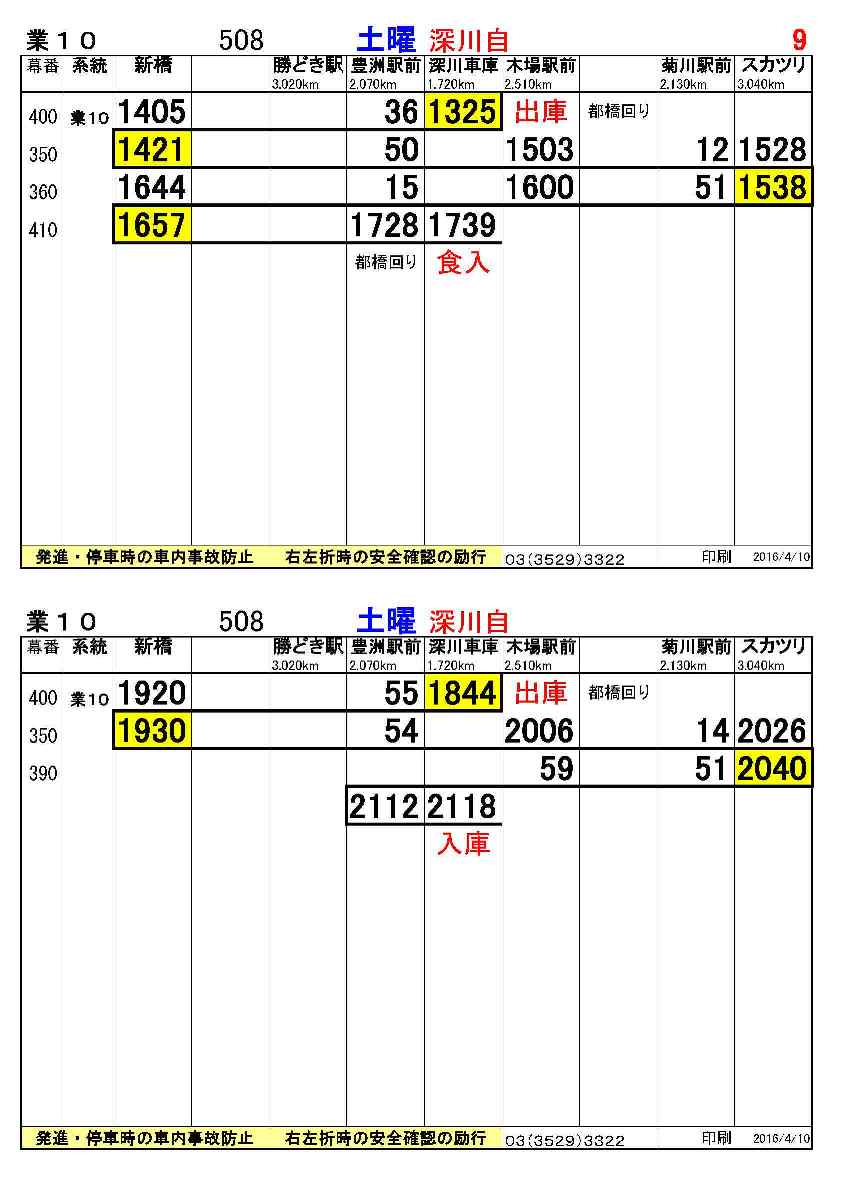 業１０ 508 土曜 深川自 9
幕番 系統 新橋 勝どき駅 豊洲駅前 深川車庫 木場駅前 菊川駅前 スカツリ
3.020km 2.070km 1.720km 2.510km 2.130km 3.040km
400 業10 1405 36 1325 出庫 都橋回り
350 1421 50 1503 12 1528
360 1644 15 1600 51 1538
410 1657 1728 1739
都橋回り 食入
発進・停車時の車内事故防止 右左折時の安全確認の励行 03(3529)3322 印刷 2016/4/10
業１０ 508 土曜 深川自
幕番 系統 新橋 勝どき駅 豊洲駅前 深川車庫 木場駅前 菊川駅前 スカツリ
3.020km 2.070km 1.720km 2.510km 2.130km 3.040km
400 業10 1920 55 1844 出庫 都橋回り
350 1930 54 2006 14 2026
390 59 51 2040
2112 2118
入庫
発進・停車時の車内事故防止 右左折時の安全確認の励行 03(3529)3322 印刷 2016/4/10